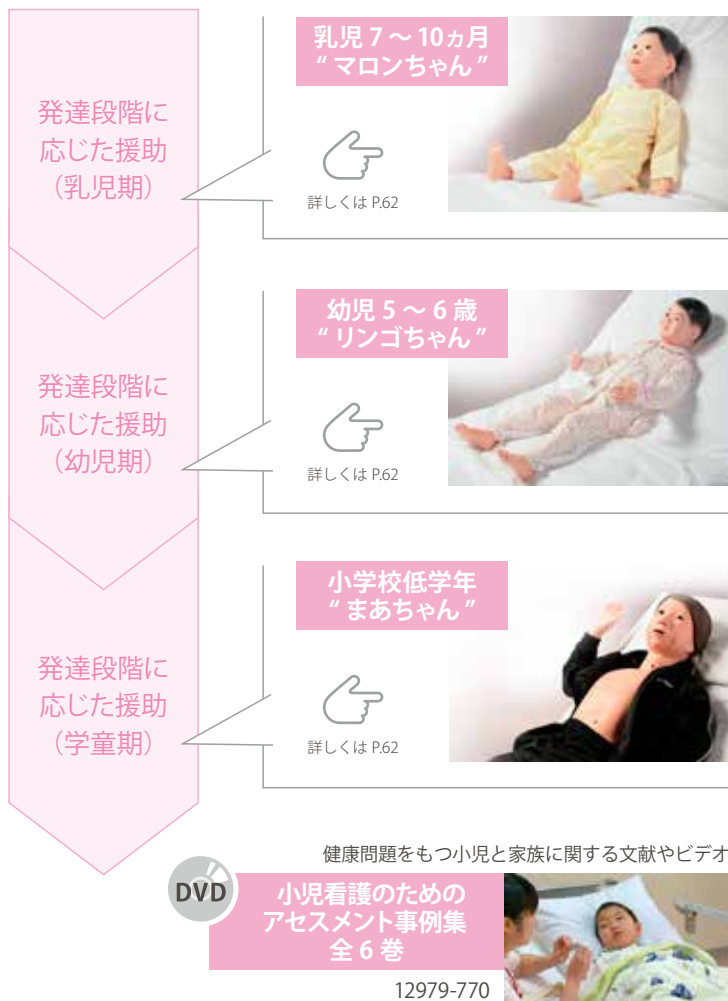 発達段階に
応じた援助
（乳児期）
乳児 7 ～ 10ヵ月
“ マロンちゃん ”
詳しくは P.62
発達段階に
応じた援助
（幼児期）
幼児 5 ～ 6 歳
“ リンゴちゃん ”
詳しくは P.62
発達段階に
応じた援助
（学童期）
小学校低学年
“ まあちゃん ”
詳しくは P.62
健康問題をもつ小児と家族に関する文献やビデオ
DVD
小児看護のための
アセスメント事例集
全 6 巻
12979-770